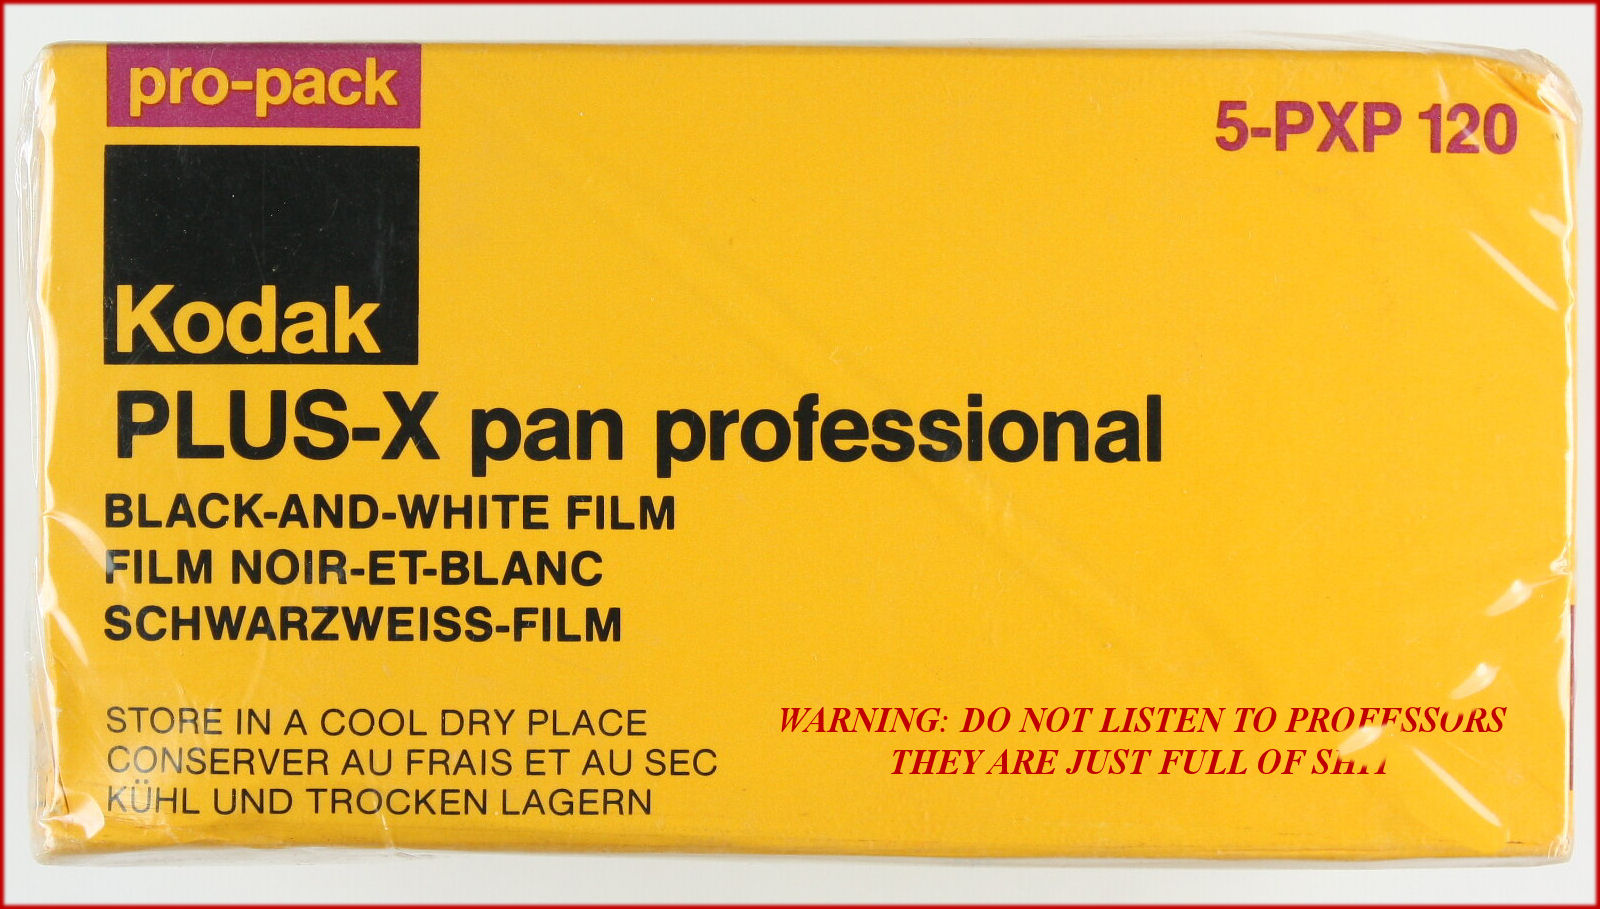 pro-pack
5-PXP 120
Kodak
PLUS-X pan professional
BLACK-AND-WHITE FILM
FILM NOIR-ET-BLANC
SCHWARZWEISS-FILM
STORE IN A COOL DRY PLACE
CONSERVER AU FRAIS ET AU SEC
KÜHL UND TROCKEN LAGERN
WARNING: DO NOT LISTEN TO PROFESSORS
THEY ARE JUST FULL OF SHIT